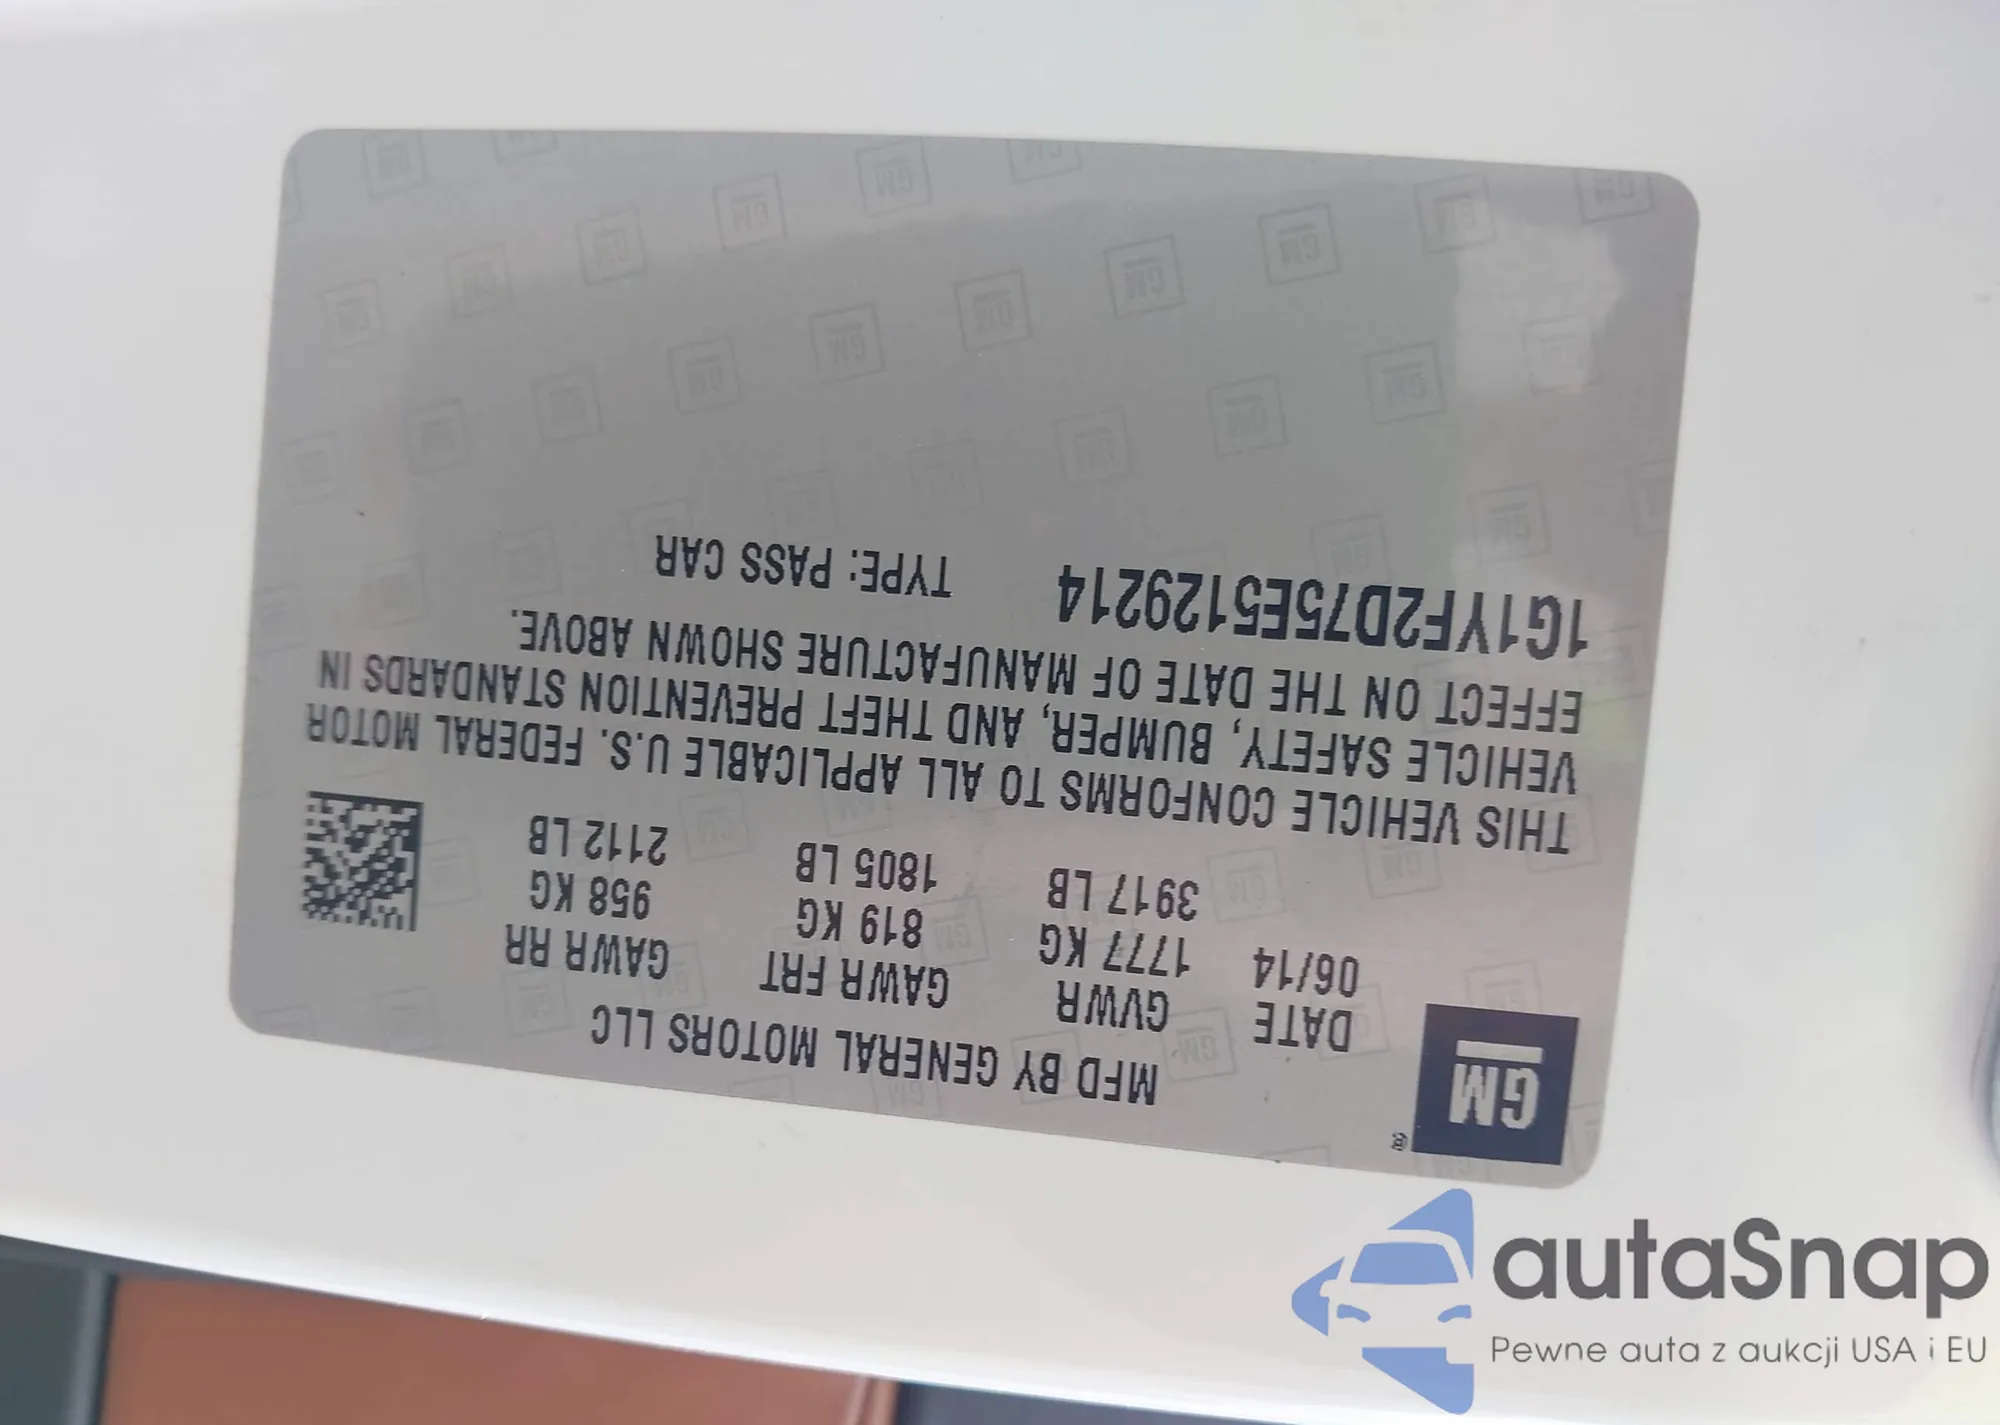 MFD BY GENERAL MOTORS LLC
GM
®
DATE GVWR GAWR FRT GAWR RR
06/14 1777 KG 819 KG 958 KG
3917 LB 1805 LB 2112 LB
THIS VEHICLE CONFORMS TO ALL APPLICABLE U.S. FEDERAL MOTOR
VEHICLE SAFETY, BUMPER, AND THEFT PREVENTION STANDARDS IN
EFFECT ON THE DATE OF MANUFACTURE SHOWN ABOVE.
1G1YF2D75E5129214 TYPE: PASS CAR
autaSnap
Pewne auta z aukcji USA i EU